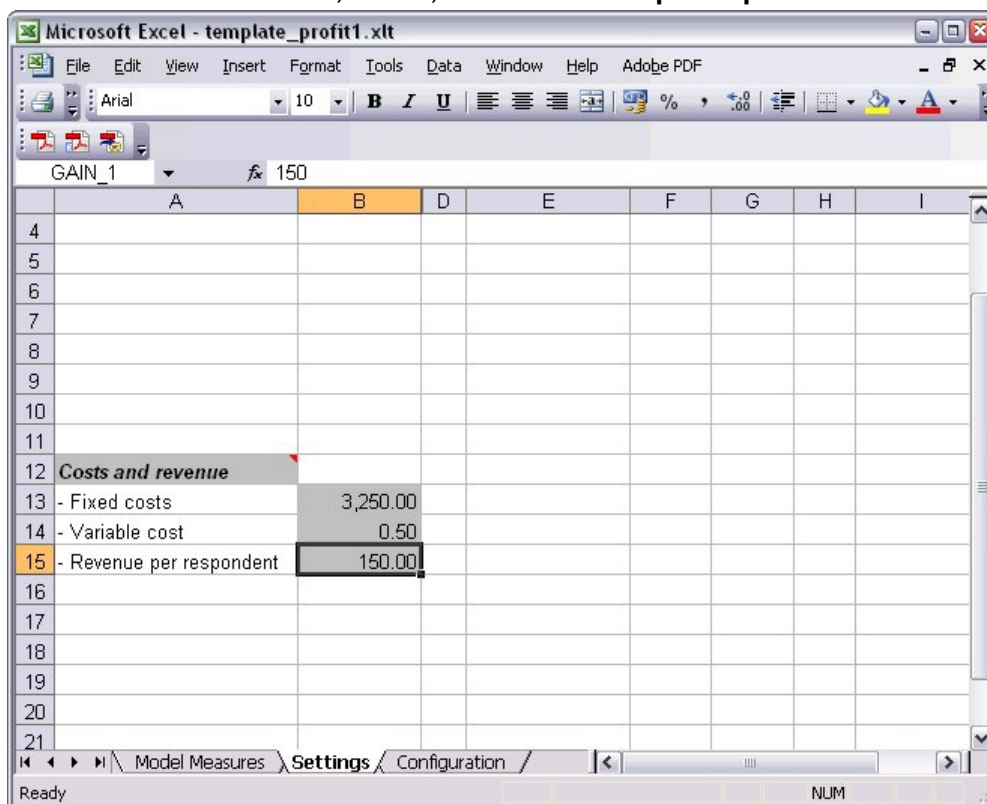 Microsoft Excel - template_profit1.xlt
File Edit View Insert Format Tools Data Window Help Adobe PDF
Arial 10 B I U % , .00
GAIN_1 fx 150
A B D E F G H I
4
5
6
7
8
9
10
11
12 Costs and revenue
13 - Fixed costs 3,250.00
14 - Variable cost 0.50
15 - Revenue per respondent 150.00
16
17
18
19
20
21
Model Measures Settings Configuration
Ready NUM